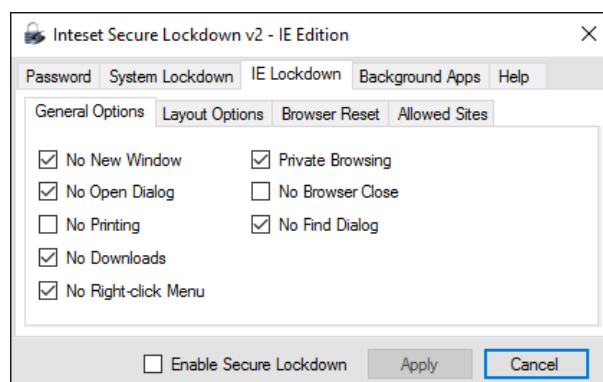 Inteset Secure Lockdown v2 - IE Edition
Password System Lockdown IE Lockdown Background Apps Help
General Options Layout Options Browser Reset Allowed Sites
No New Window Private Browsing
No Open Dialog No Browser Close
No Printing No Find Dialog
No Downloads
No Right-click Menu
Enable Secure Lockdown Apply Cancel